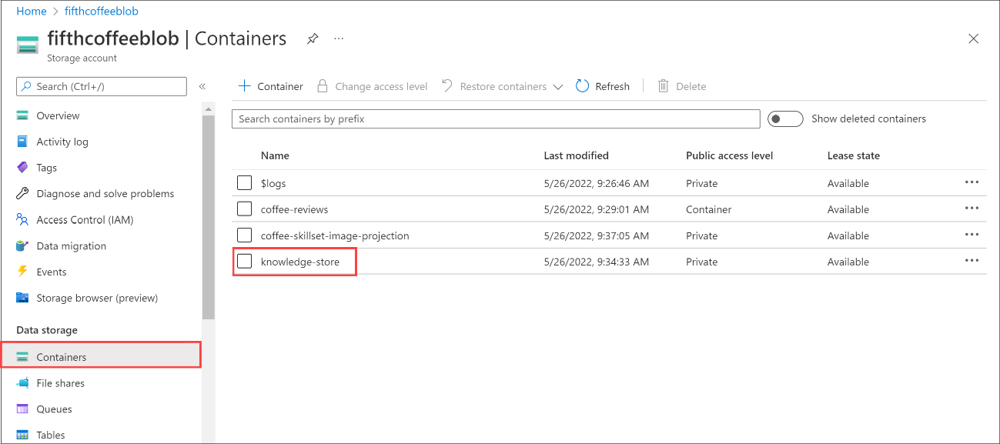 Home > fifthcoffeeblob
fifthcoffeeblob | Containers ...
Storage account
Search (Ctrl+/) «
Overview
Activity log
Tags
Diagnose and solve problems
Access Control (IAM)
Data migration
Events
Storage browser (preview)
Data storage
Containers
File shares
Queues
Tables
+ Container Change access level Restore containers Refresh | Delete
Search containers by prefix Show deleted containers
Name Last modified Public access level Lease state
$logs 5/26/2022, 9:26:46 AM Private Available ...
coffee-reviews 5/26/2022, 9:29:01 AM Container Available ...
coffee-skillset-image-projection 5/26/2022, 9:37:05 AM Private Available ...
knowledge-store 5/26/2022, 9:34:33 AM Private Available ...